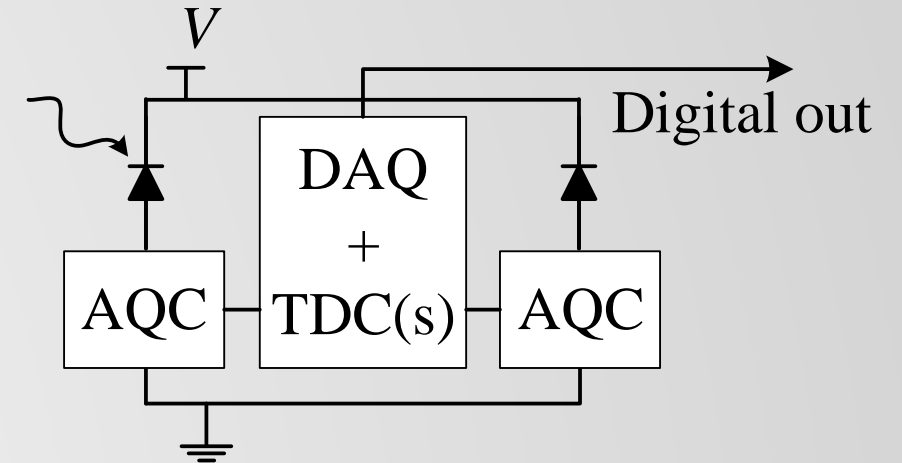 V
Digital out
DAQ
+
TDC(s)
AQC
AQC